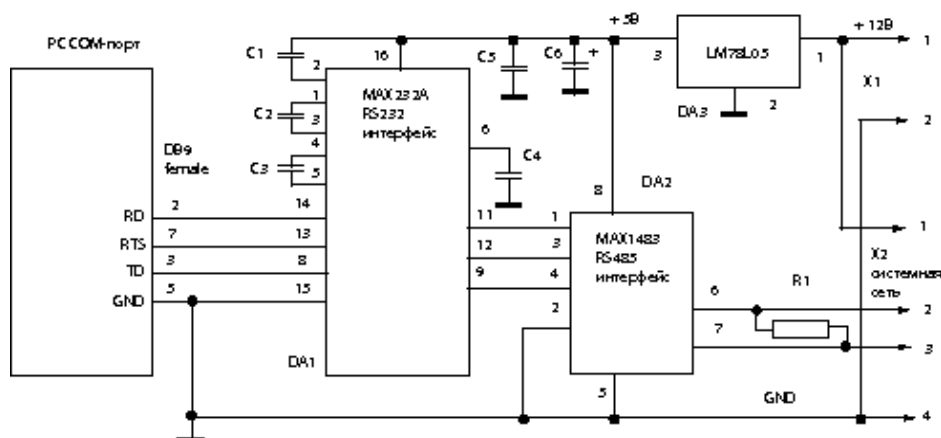 PC COM-порт
DB9
female
RD
RTS
TD
GND
2
7
3
5
C1
C2
C3
2
1
3
4
5
14
13
8
15
16
MAX232A
RS232
интерфейс
6
11
12
9
DA1
C4
C5
C6
+
+ 5В
3
LM78L05
1
2
DA3
+ 12В
1
X1
2
DA2
8
1
3
4
2
MAX1483
RS485
интерфейс
6
7
5
R1
1
X2
системная
сеть
2
3
GND
4